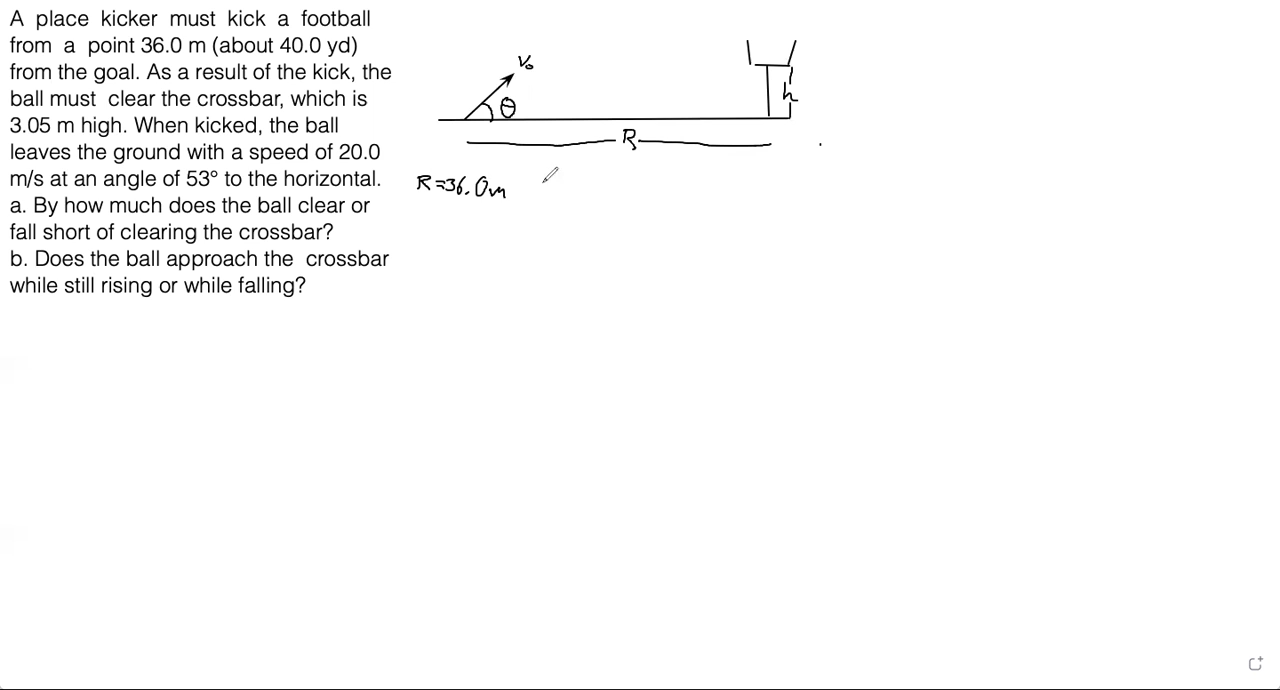 A place kicker must kick a football
from a point 36.0 m (about 40.0 yd)
from the goal. As a result of the kick, the
ball must clear the crossbar, which is
3.05 m high. When kicked, the ball
leaves the ground with a speed of 20.0
m/s at an angle of 53° to the horizontal.
a. By how much does the ball clear or
fall short of clearing the crossbar?
b. Does the ball approach the crossbar
while still rising or while falling?
V₀
θ
h
R
R=36.0m